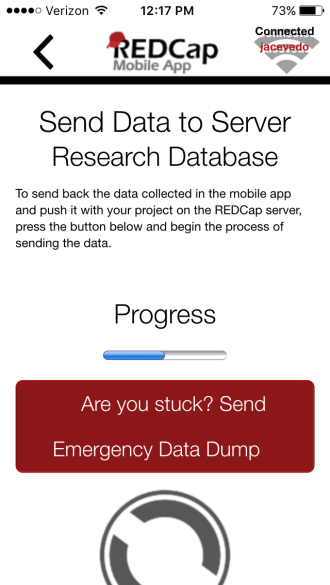 Verizon 12:17 PM 73%
Connected
jacevedo
REDCap
Mobile App
Send Data to Server
Research Database
To send back the data collected in the mobile app
and push it with your project on the REDCap server,
press the button below and begin the process of
sending the data.
Progress
Are you stuck? Send
Emergency Data Dump